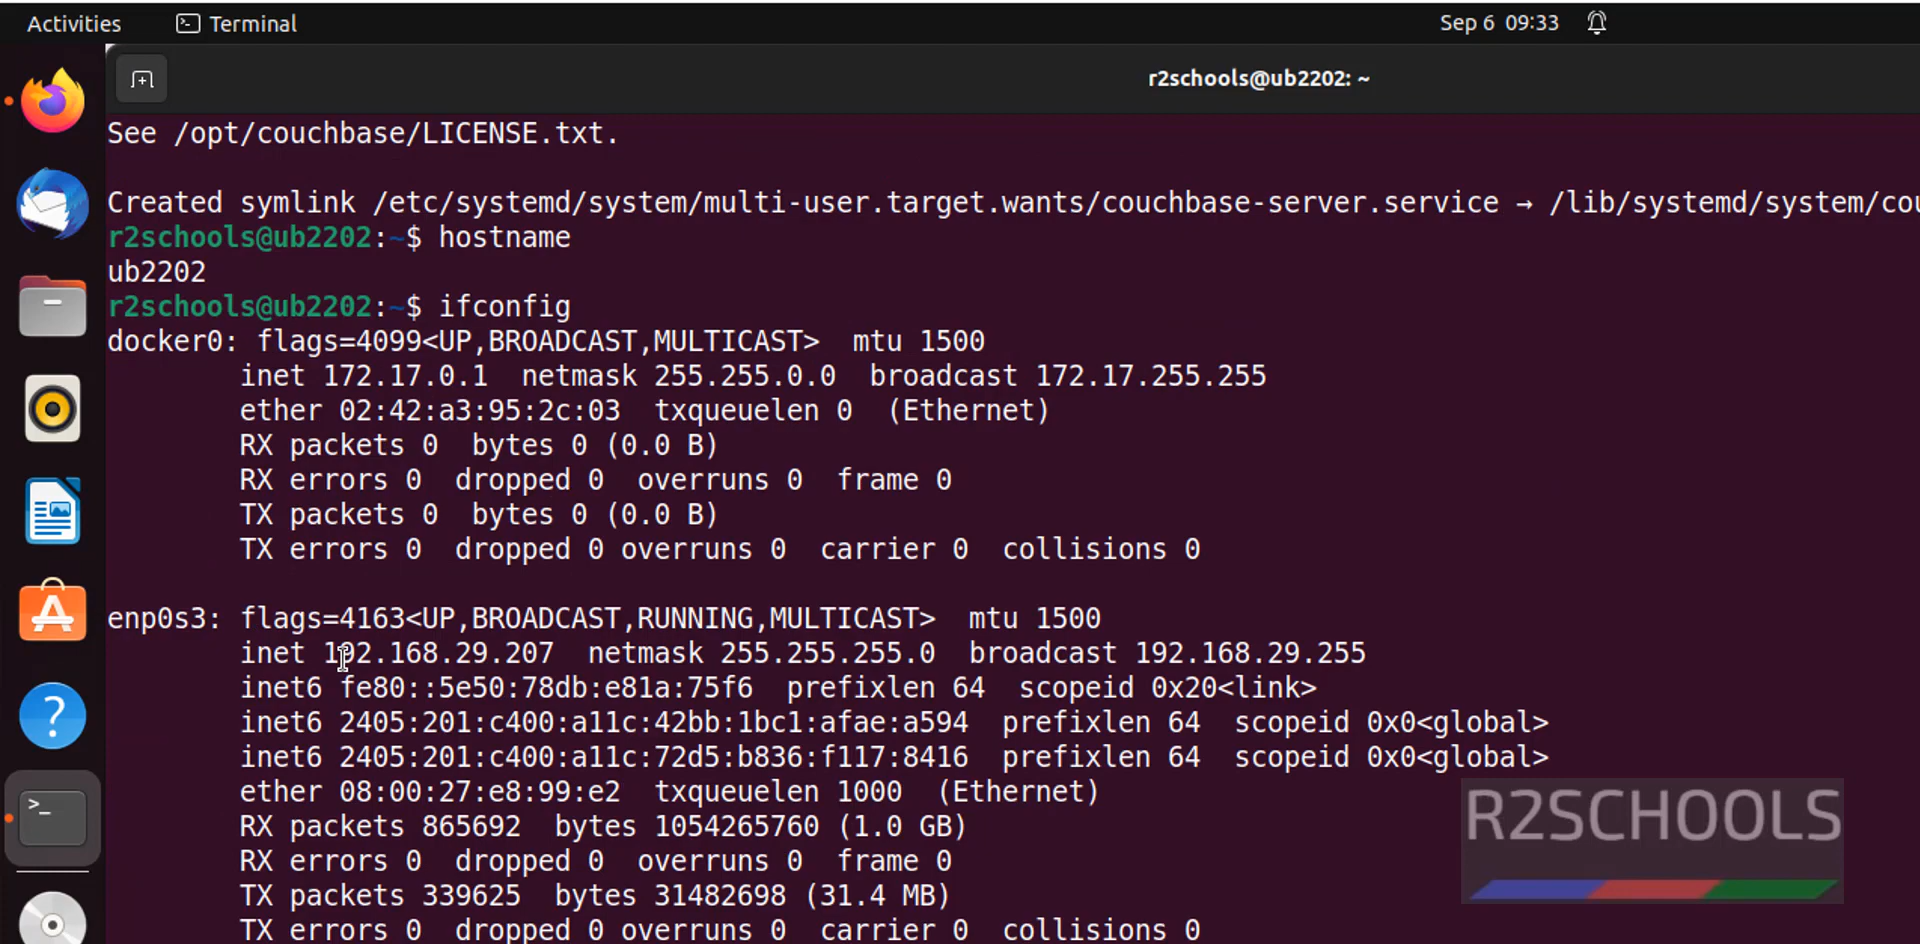 Activities Terminal Sep 6 09:33
r2schools@ub2202: ~
See /opt/couchbase/LICENSE.txt.
Created symlink /etc/systemd/system/multi-user.target.wants/couchbase-server.service → /lib/systemd/system/cou
r2schools@ub2202:~$ hostname
ub2202
r2schools@ub2202:~$ ifconfig
docker0: flags=4099<UP,BROADCAST,MULTICAST>  mtu 1500
inet 172.17.0.1  netmask 255.255.0.0  broadcast 172.17.255.255
ether 02:42:a3:95:2c:03  txqueuelen 0  (Ethernet)
RX packets 0  bytes 0 (0.0 B)
RX errors 0  dropped 0  overruns 0  frame 0
TX packets 0  bytes 0 (0.0 B)
TX errors 0  dropped 0 overruns 0  carrier 0  collisions 0
enp0s3: flags=4163<UP,BROADCAST,RUNNING,MULTICAST>  mtu 1500
inet 192.168.29.207  netmask 255.255.255.0  broadcast 192.168.29.255
inet6 fe80::5e50:78db:e81a:75f6  prefixlen 64  scopeid 0x20<link>
inet6 2405:201:c400:a11c:42bb:1bc1:afae:a594  prefixlen 64  scopeid 0x0<global>
inet6 2405:201:c400:a11c:72d5:b836:f117:8416  prefixlen 64  scopeid 0x0<global>
ether 08:00:27:e8:99:e2  txqueuelen 1000  (Ethernet)
RX packets 865692  bytes 1054265760 (1.0 GB)
RX errors 0  dropped 0  overruns 0  frame 0
TX packets 339625  bytes 31482698 (31.4 MB)
TX errors 0  dropped 0 overruns 0  carrier 0  collisions 0
R2SCHOOLS